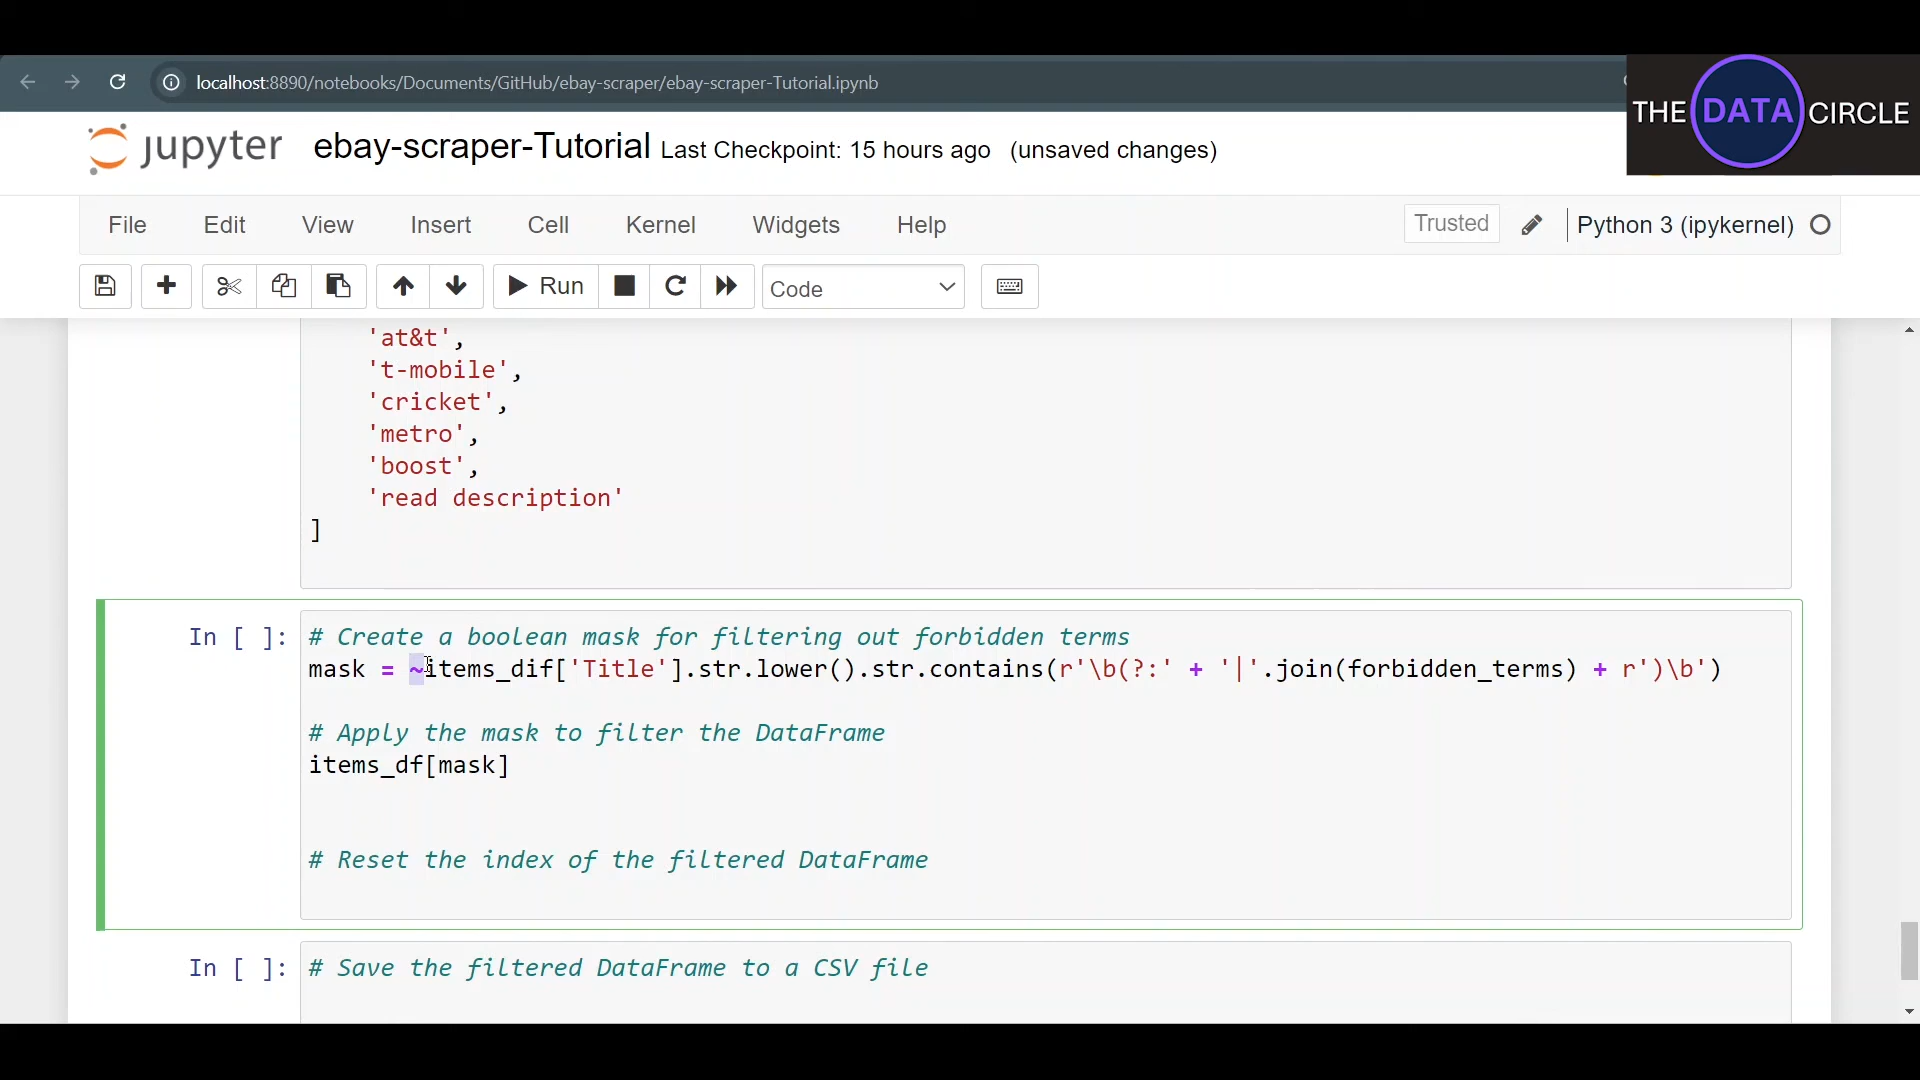 localhost:8890/notebooks/Documents/GitHub/ebay-scraper/ebay-scraper-Tutorial.ipynb
THE DATA CIRCLE
jupyter ebay-scraper-Tutorial Last Checkpoint: 15 hours ago (unsaved changes)
File Edit View Insert Cell Kernel Widgets Help Trusted Python 3 (ipykernel)
Run Code
'at&t',
't-mobile',
'cricket',
'metro',
'boost',
'read description'
]
In [ ]: # Create a boolean mask for filtering out forbidden terms
mask = ~items_dif['Title'].str.lower().str.contains(r'\b(?:' + '|'.join(forbidden_terms) + r')\b')
# Apply the mask to filter the DataFrame
items_df[mask]
# Reset the index of the filtered DataFrame
In [ ]: # Save the filtered DataFrame to a CSV file